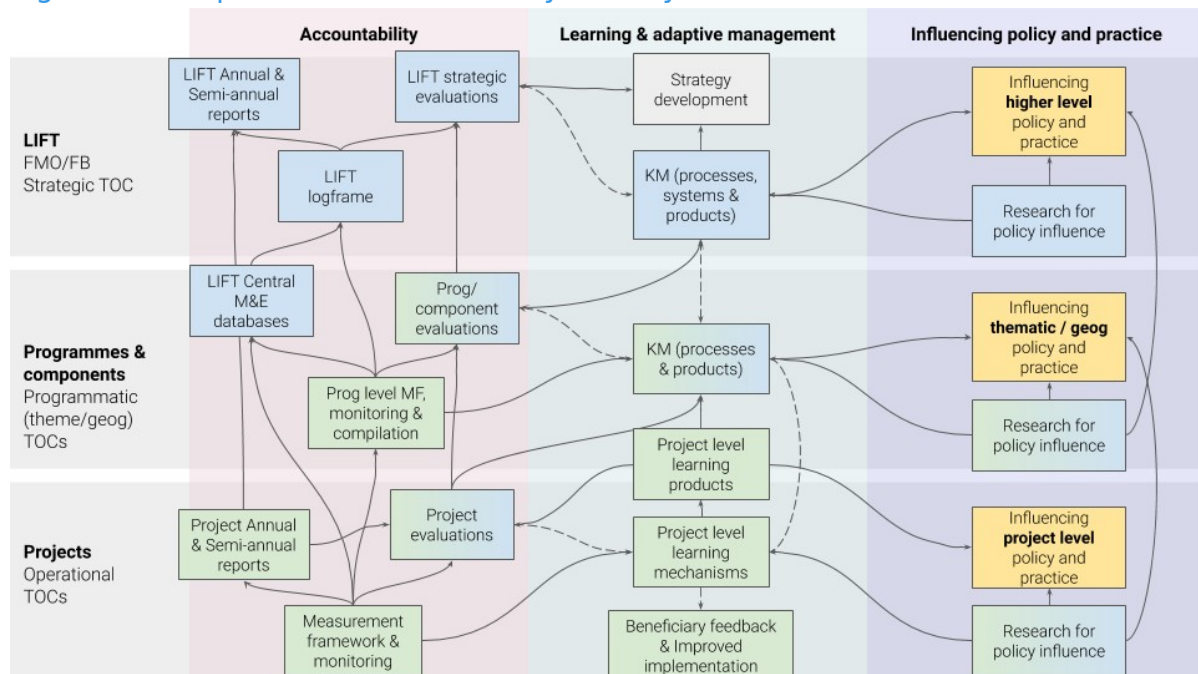 Accountability
Learning & adaptive management
Influencing policy and practice
LIFT
FMO/FB
Strategic TOC
LIFT Annual &
Semi-annual
reports
LIFT strategic
evaluations
LIFT
logframe
Strategy
development
KM (processes,
systems &
products)
Influencing
higher level
policy and
practice
Research for
policy influence
Programmes &
components
Programmatic
(theme/geog)
TOCs
LIFT Central
M&E
databases
Prog/
component
evaluations
Prog level MF,
monitoring &
compilation
KM (processes
& products)
Project level
learning
products
Influencing
thematic / geog
policy and
practice
Research for
policy influence
Projects
Operational
TOCs
Project Annual
& Semi-annual
reports
Project
evaluations
Measurement
framework &
monitoring
Project level
learning
mechanisms
Beneficiary feedback
& Improved
implementation
Influencing
project level
policy and
practice
Research for
policy influence